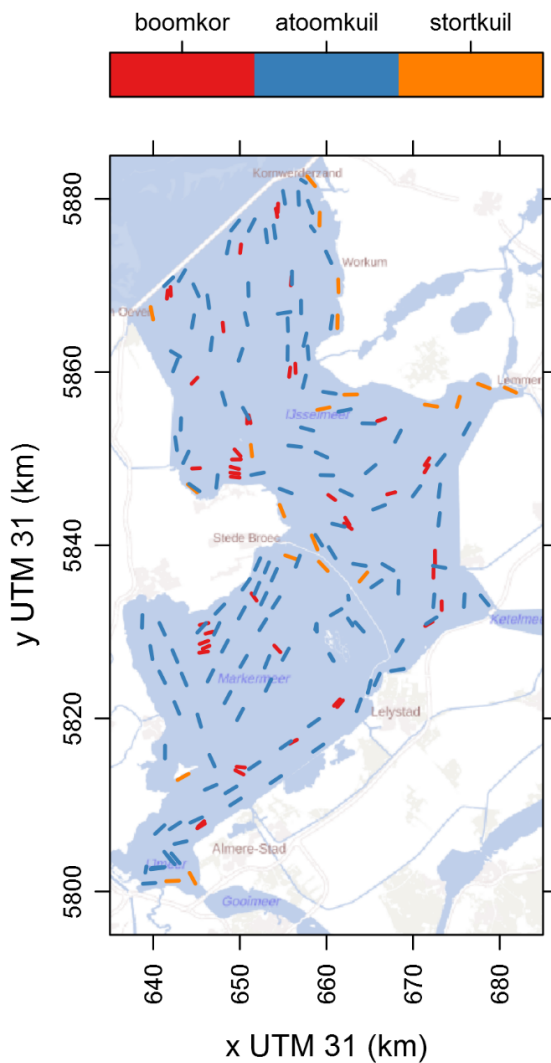 boomkor atoomkuil stortkuil
Kornwerderzand
Workum
Oever
Lemmer
IJsselmeer
Stede Broec
Ketelmeer
Markermeer
Lelystad
Almere-Stad
IJmeer
Gooimeer
5880
5860
5840
5820
5800
y UTM 31 (km)
640 650 660 670 680
x UTM 31 (km)